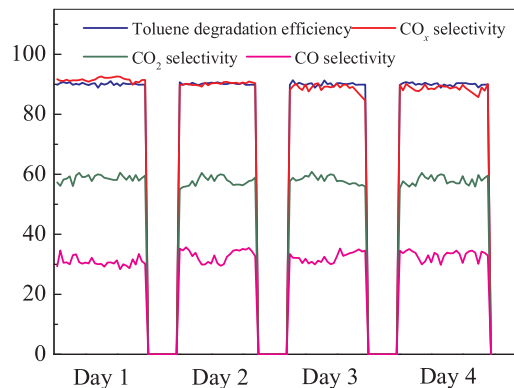 Toluene degradation efficiency
COₓ selectivity
CO₂ selectivity
CO selectivity
100
80
60
40
20
0
Day 1 Day 2 Day 3 Day 4